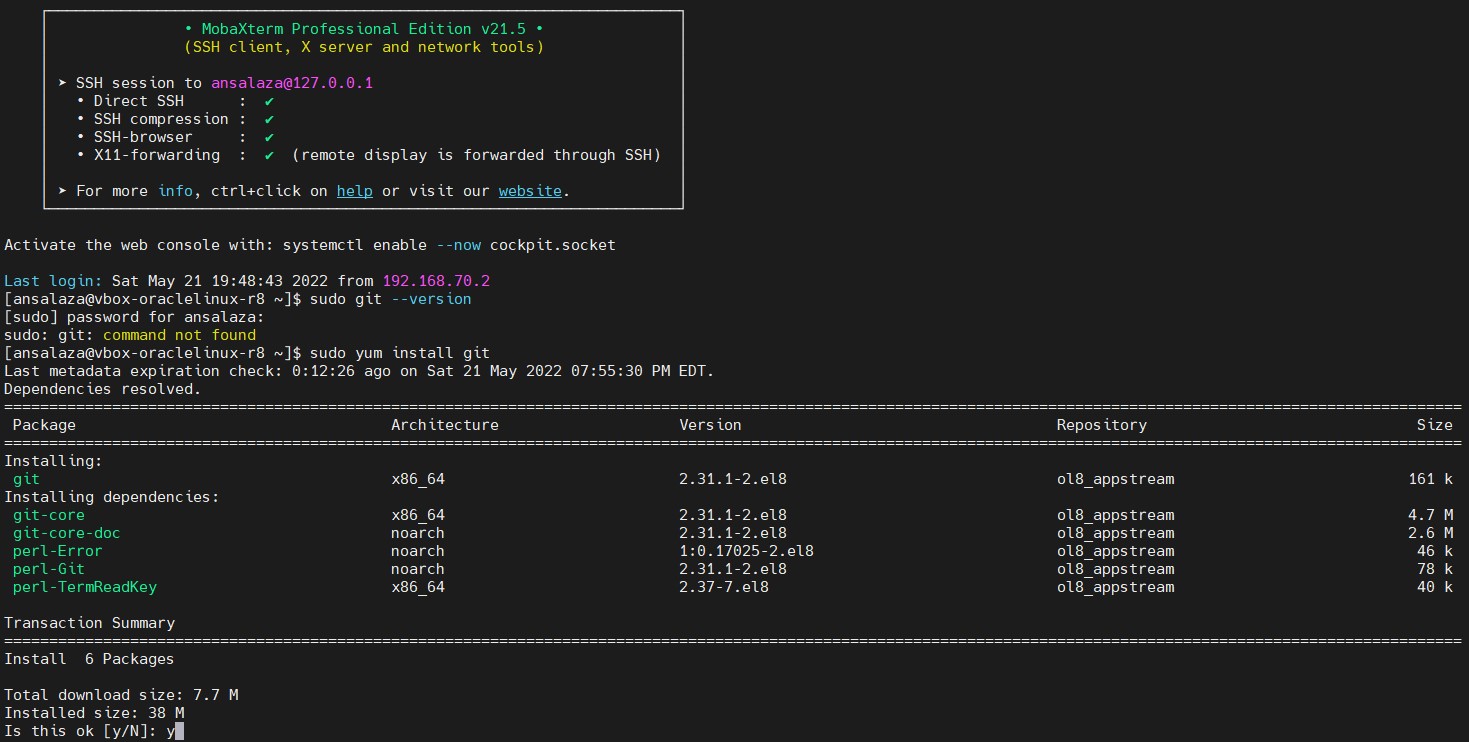 • MobaXterm Professional Edition v21.5 •
(SSH client, X server and network tools)
➤ SSH session to ansalaza@127.0.0.1
• Direct SSH : ✔
• SSH compression : ✔
• SSH-browser : ✔
• X11-forwarding : ✔ (remote display is forwarded through SSH)
➤ For more info, ctrl+click on help or visit our website.
Activate the web console with: systemctl enable --now cockpit.socket
Last login: Sat May 21 19:48:43 2022 from 192.168.70.2
[ansalaza@vbox-oraclelinux-r8 ~]$ sudo git --version
[sudo] password for ansalaza:
sudo: git: command not found
[ansalaza@vbox-oraclelinux-r8 ~]$ sudo yum install git
Last metadata expiration check: 0:12:26 ago on Sat 21 May 2022 07:55:30 PM EDT.
Dependencies resolved.
Package Architecture Version Repository Size
Installing:
git x86_64 2.31.1-2.el8 ol8_appstream 161 k
Installing dependencies:
git-core x86_64 2.31.1-2.el8 ol8_appstream 4.7 M
git-core-doc noarch 2.31.1-2.el8 ol8_appstream 2.6 M
perl-Error noarch 1:0.17025-2.el8 ol8_appstream 46 k
perl-Git noarch 2.31.1-2.el8 ol8_appstream 78 k
perl-TermReadKey x86_64 2.37-7.el8 ol8_appstream 40 k
Transaction Summary
Install 6 Packages
Total download size: 7.7 M
Installed size: 38 M
Is this ok [y/N]: y